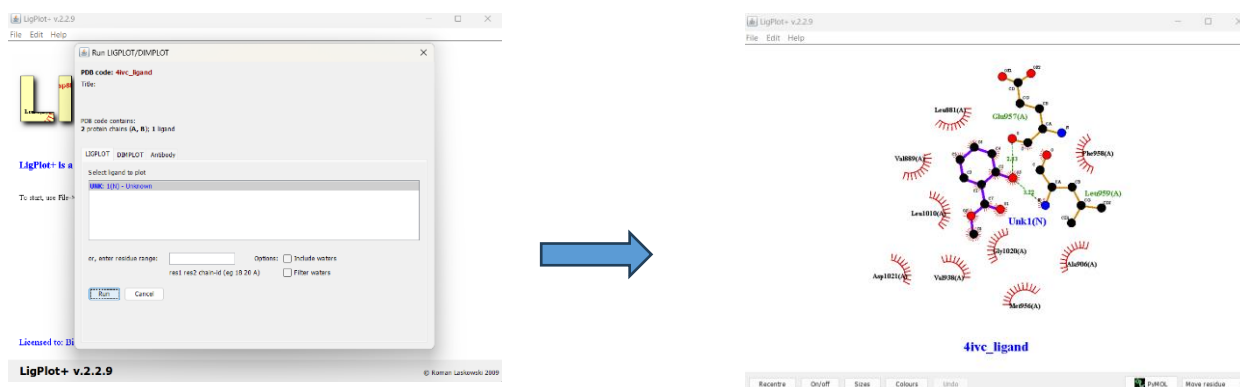 LigPlot+ v.2.2.9
File Edit Help
Run LIGPLOT/DIMPLOT
PDB code: 4ivc_ligand
Title:
PDB code contains:
2 protein chains (A, B); 1 ligand
LIGPLOT DIMPLOT Antibody
Select ligand to plot
UNK: 1(N) - Unknown
or, enter residue range:
res1 res2 chain-id (eg 18 20 A)
Options: Include waters
Filter waters
Run Cancel
LigPlot+ is a
To start, use File
Licensed to:
LigPlot+ v.2.2.9
© Roman Laskowski 2009
LigPlot+ v.2.2.9
File Edit Help
Leu881(A)
Glu957(A)
Val889(A)
Phe958(A)
Leu959(A)
Leu1010(A)
Unk1(N)
Gly1020(A)
Ala906(A)
Asp1021(A)
Val938(A)
Met956(A)
4ivc_ligand
Recentre On/off Sizes Colours Undo PyMOL Move residue